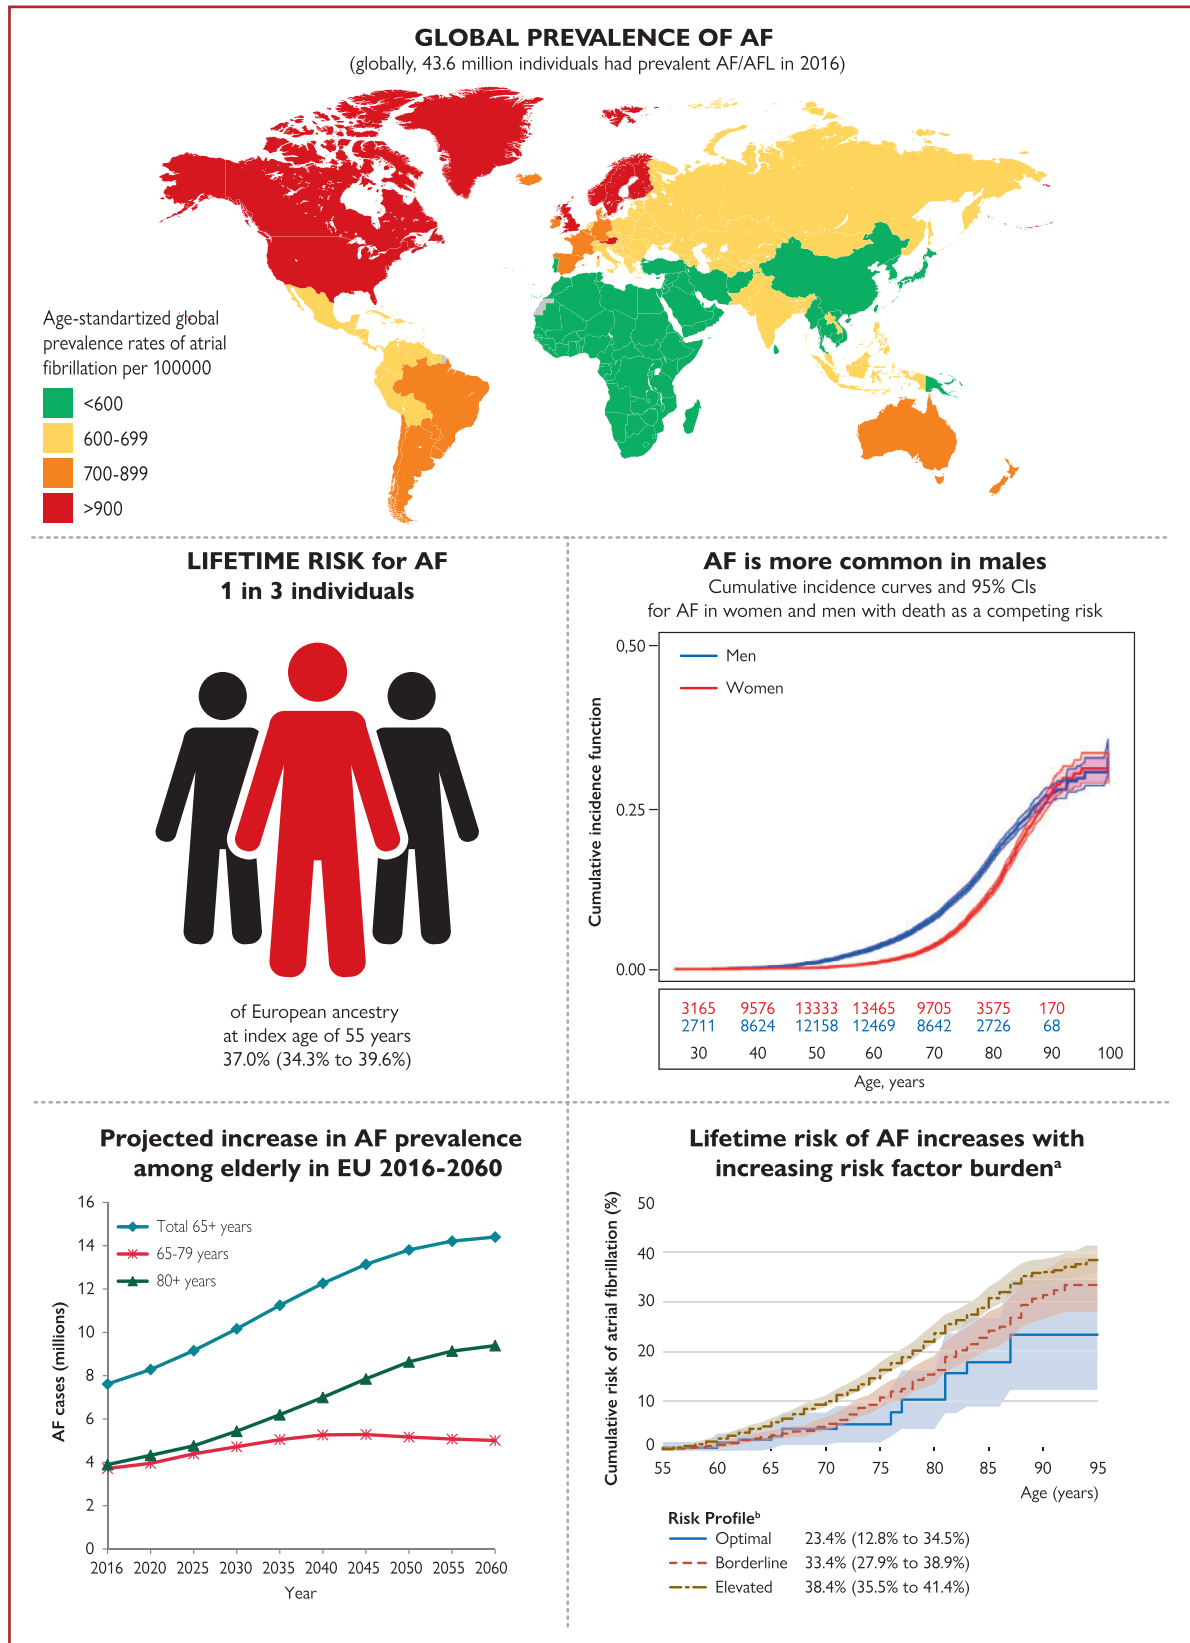 GLOBAL PREVALENCE OF AF
(globally, 43.6 million individuals had prevalent AF/AFL in 2016)
Age-standartized global
prevalence rates of atrial
fibrillation per 100000
<600
600-699
700-899
>900
LIFETIME RISK for AF
1 in 3 individuals
of European ancestry
at index age of 55 years
37.0% (34.3% to 39.6%)
AF is more common in males
Cumulative incidence curves and 95% CIs
for AF in women and men with death as a competing risk
Cumulative incidence function
0,50
0.25
0.00
Men
Women
3165 9576 13333 13465 9705 3575 170
2711 8624 12158 12469 8642 2726 68
30 40 50 60 70 80 90 100
Age, years
Projected increase in AF prevalence
among elderly in EU 2016-2060
AF cases (millions)
16
14
12
10
8
6
4
2
0
Total 65+ years
65-79 years
80+ years
2016 2020 2025 2030 2035 2040 2045 2050 2055 2060
Year
Lifetime risk of AF increases with
increasing risk factor burdenᵃ
Cumulative risk of atrial fibrillation (%)
50
40
30
20
10
0
55 60 65 70 75 80 85 90 95
Age (years)
Risk Profileᵇ
Optimal 23.4% (12.8% to 34.5%)
Borderline 33.4% (27.9% to 38.9%)
Elevated 38.4% (35.5% to 41.4%)